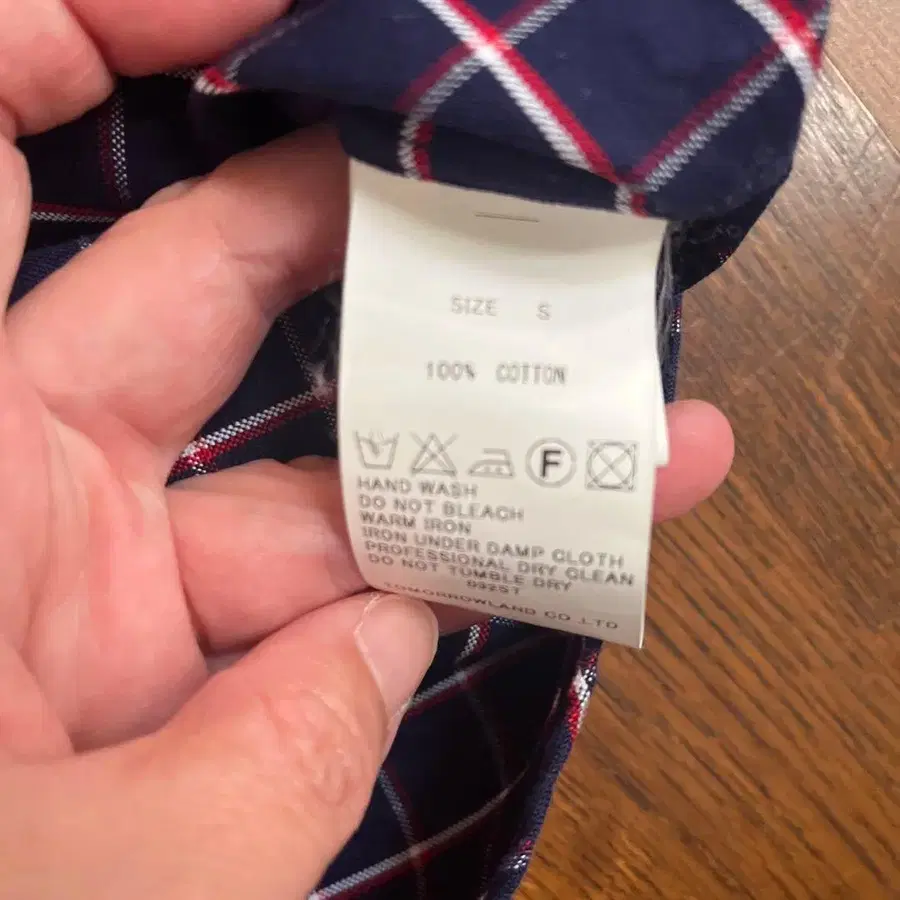 SIZE S
100% COTTON
F
HAND WASH
DO NOT BLEACH
WARM IRON
IRON UNDER DAMP CLOTH
PROFESSIONAL DRY CLEAN
DO NOT TUMBLE DRY
TOMORROWLAND CO.,LTD